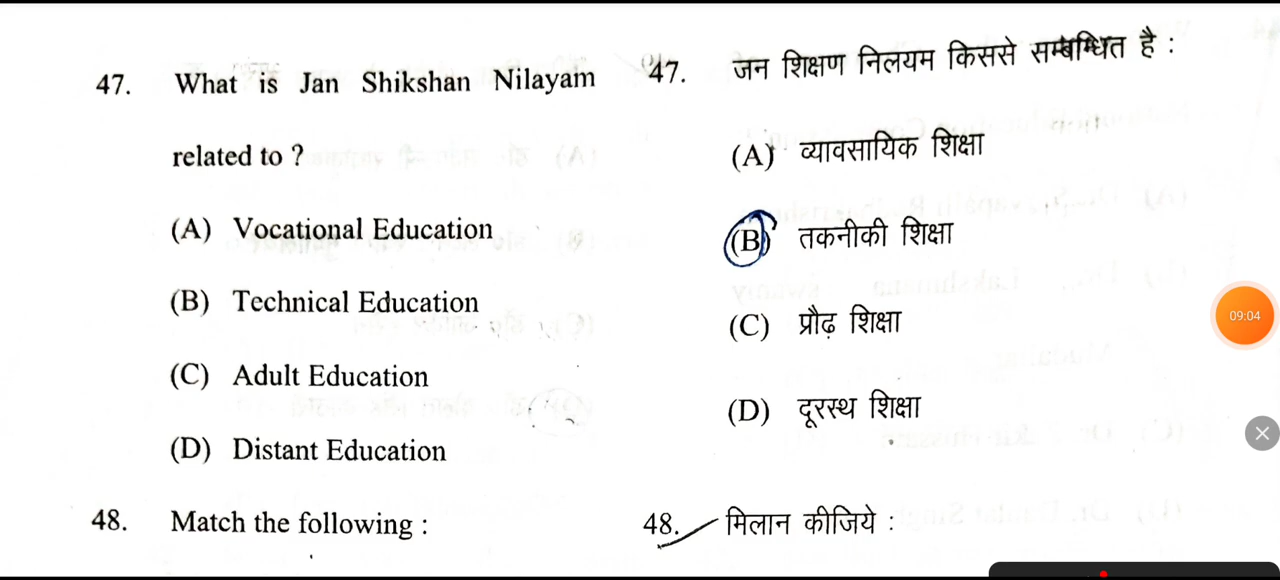 47. What is Jan Shikshan Nilayam
related to ?
(A) Vocational Education
(B) Technical Education
(C) Adult Education
(D) Distant Education
48. Match the following :
47. जन शिक्षण निलयम किससे सम्बन्धित है :
(A) व्यावसायिक शिक्षा
(B) तकनीकी शिक्षा
(C) प्रौढ़ शिक्षा
(D) दूरस्थ शिक्षा
48. मिलान कीजिये :
09:04